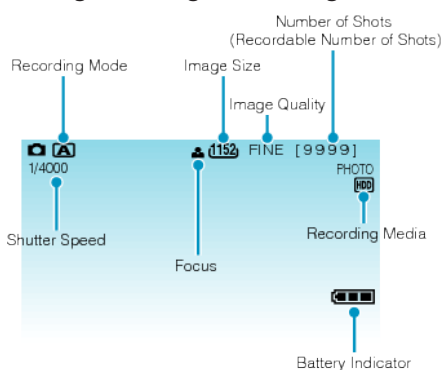 Number of Shots
(Recordable Number of Shots)
Recording Mode
Image Size
Image Quality
A 1152 FINE [9999]
1/4000
PHOTO
HDD
Shutter Speed
Recording Media
Focus
Battery Indicator